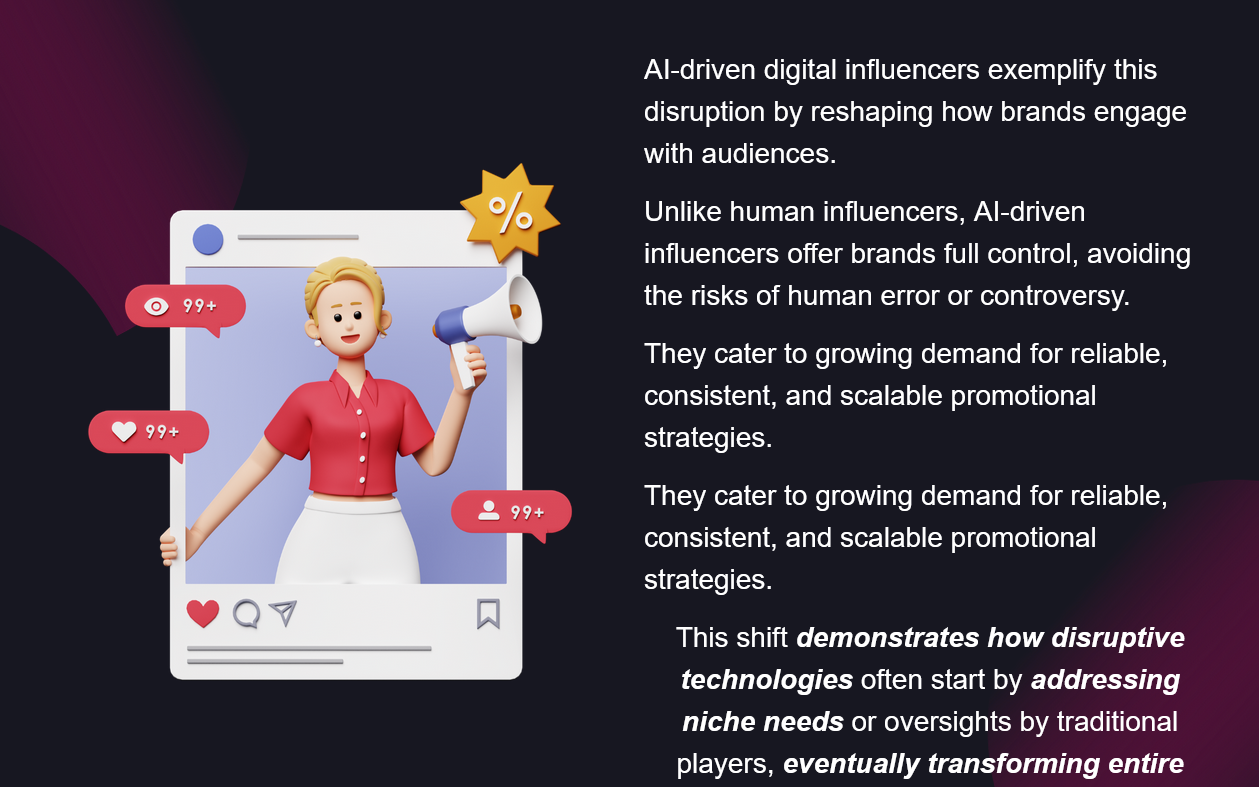 AI-driven digital influencers exemplify this
disruption by reshaping how brands engage
with audiences.
Unlike human influencers, AI-driven
influencers offer brands full control, avoiding
the risks of human error or controversy.
They cater to growing demand for reliable,
consistent, and scalable promotional
strategies.
They cater to growing demand for reliable,
consistent, and scalable promotional
strategies.
This shift demonstrates how disruptive
technologies often start by addressing
niche needs or oversights by traditional
players, eventually transforming entire
%
99+
99+
99+